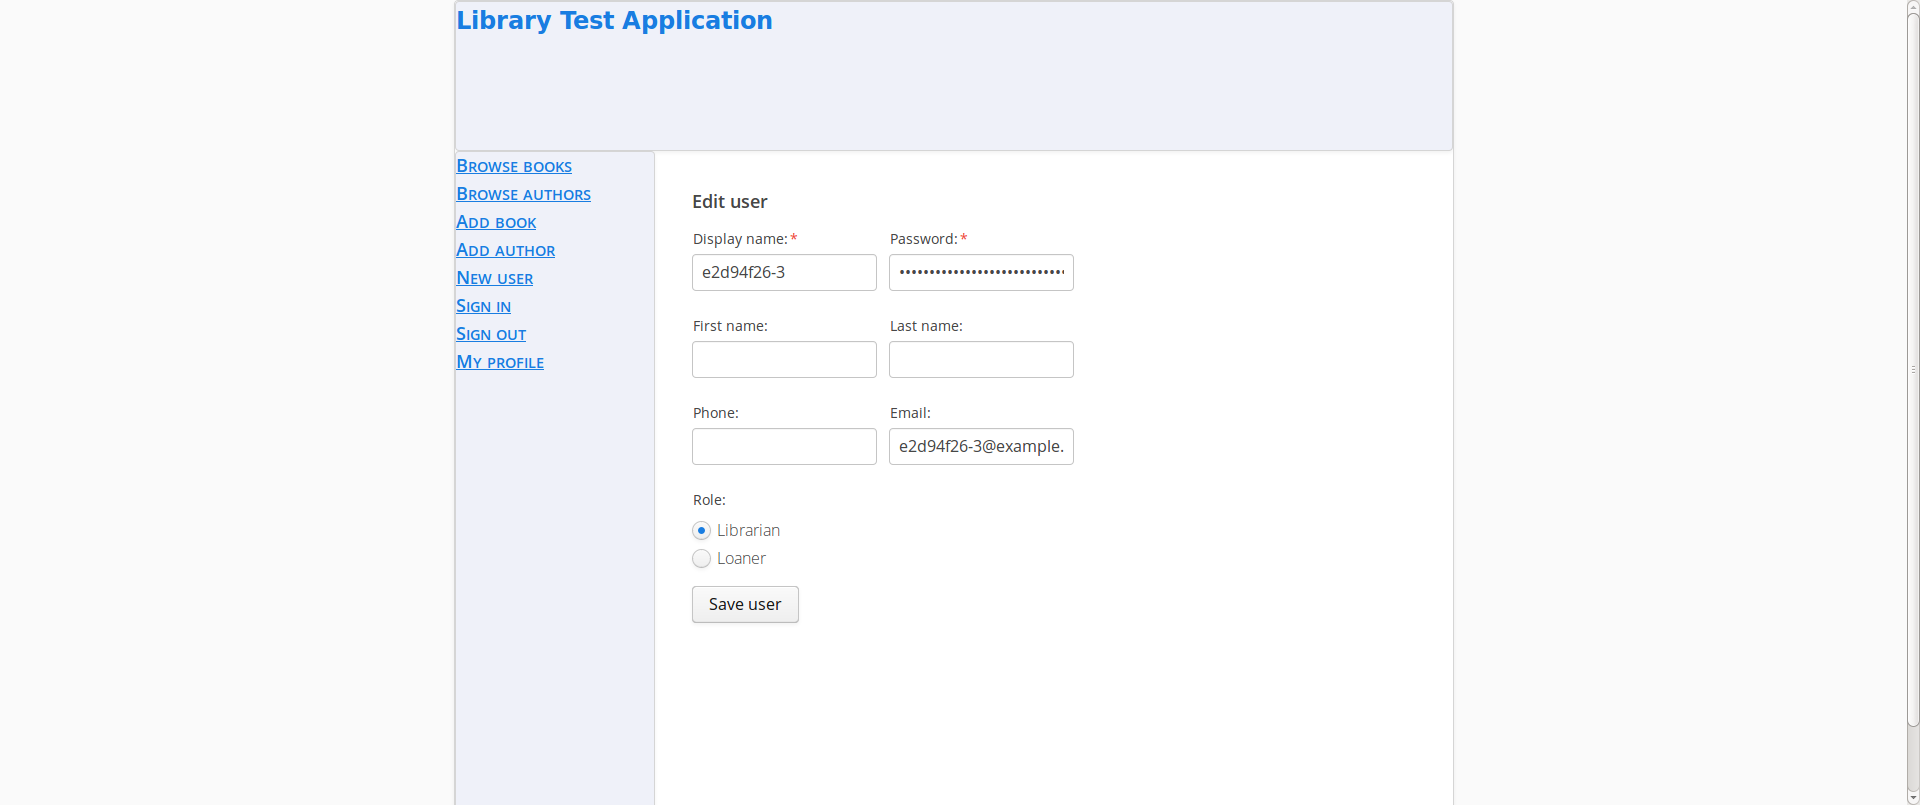 Library Test Application
Browse books
Browse authors
Add book
Add author
New user
Sign in
Sign out
My profile
Edit user
Display name:* Password:*
e2d94f26-3 ••••••••••••••••••••••••••••
First name: Last name:
Phone: Email:
e2d94f26-3@example.
Role:
Librarian
Loaner
Save user